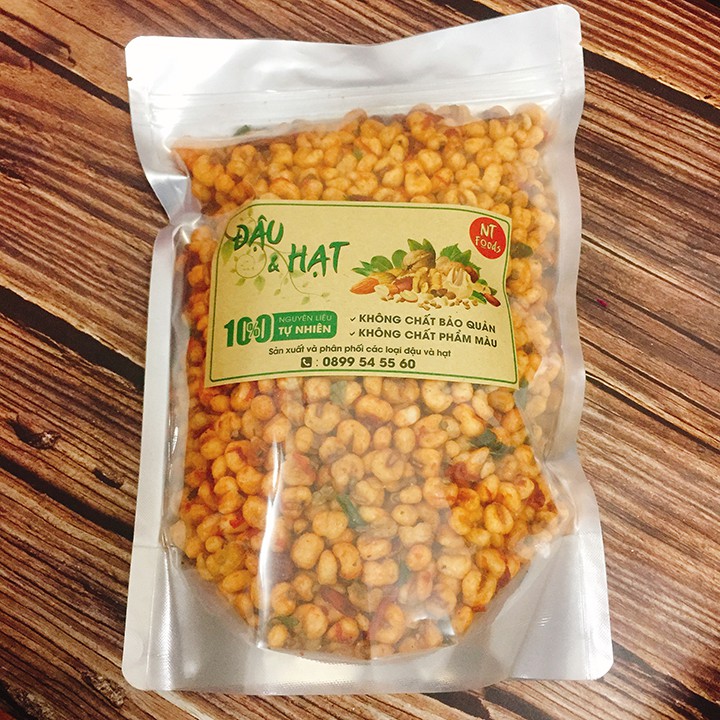 ĐẬU
& HẠT
NT
Foods
100%
NGUYÊN LIỆU
TỰ NHIÊN
✓ KHÔNG CHẤT BẢO QUẢN
✓ KHÔNG CHẤT PHẨM MÀU
Sản xuất và phân phối các loại đậu và hạt
: 0899 54 55 60